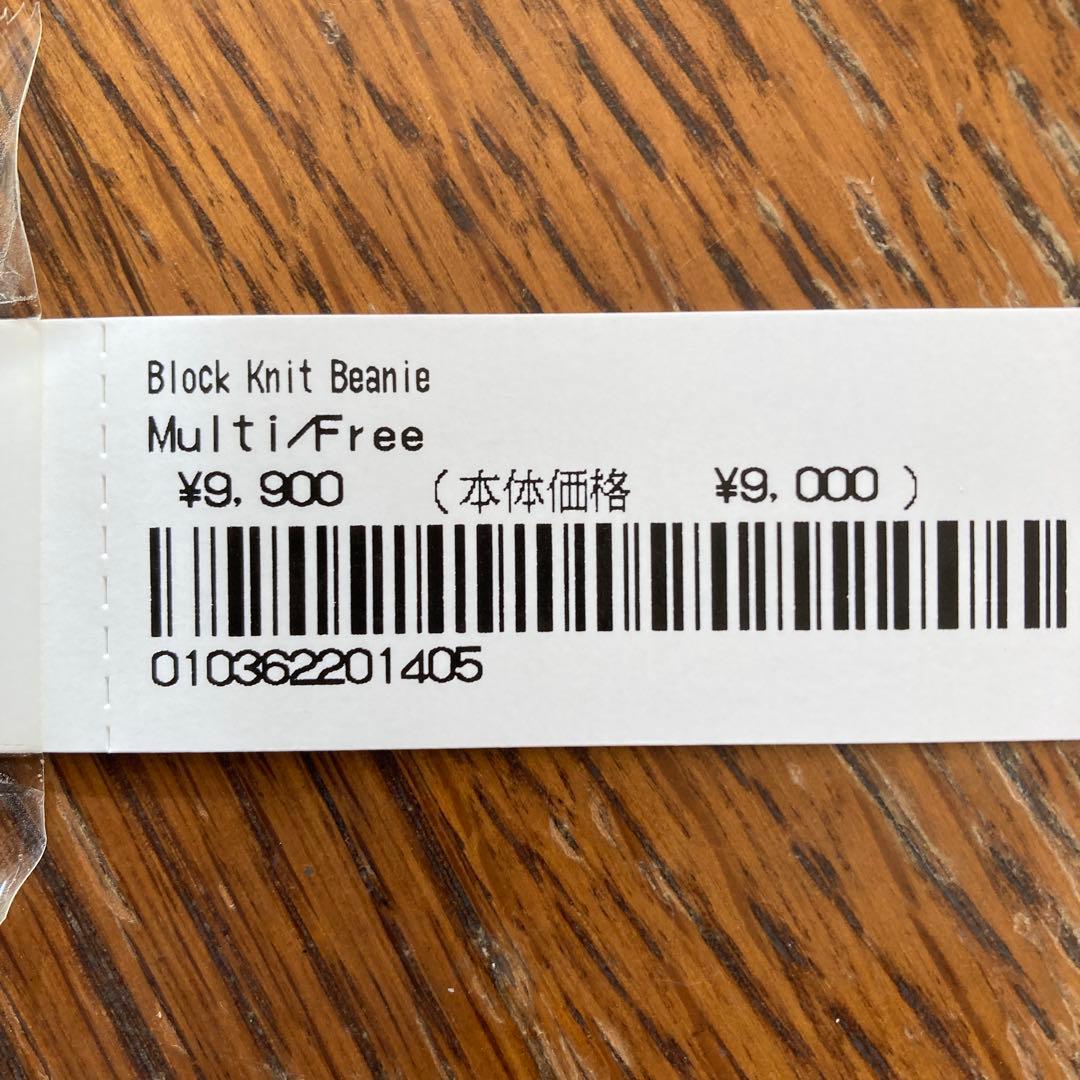 Block Knit Beanie
Multi/Free
¥9,900 (本体価格 ¥9,000)
010362201405